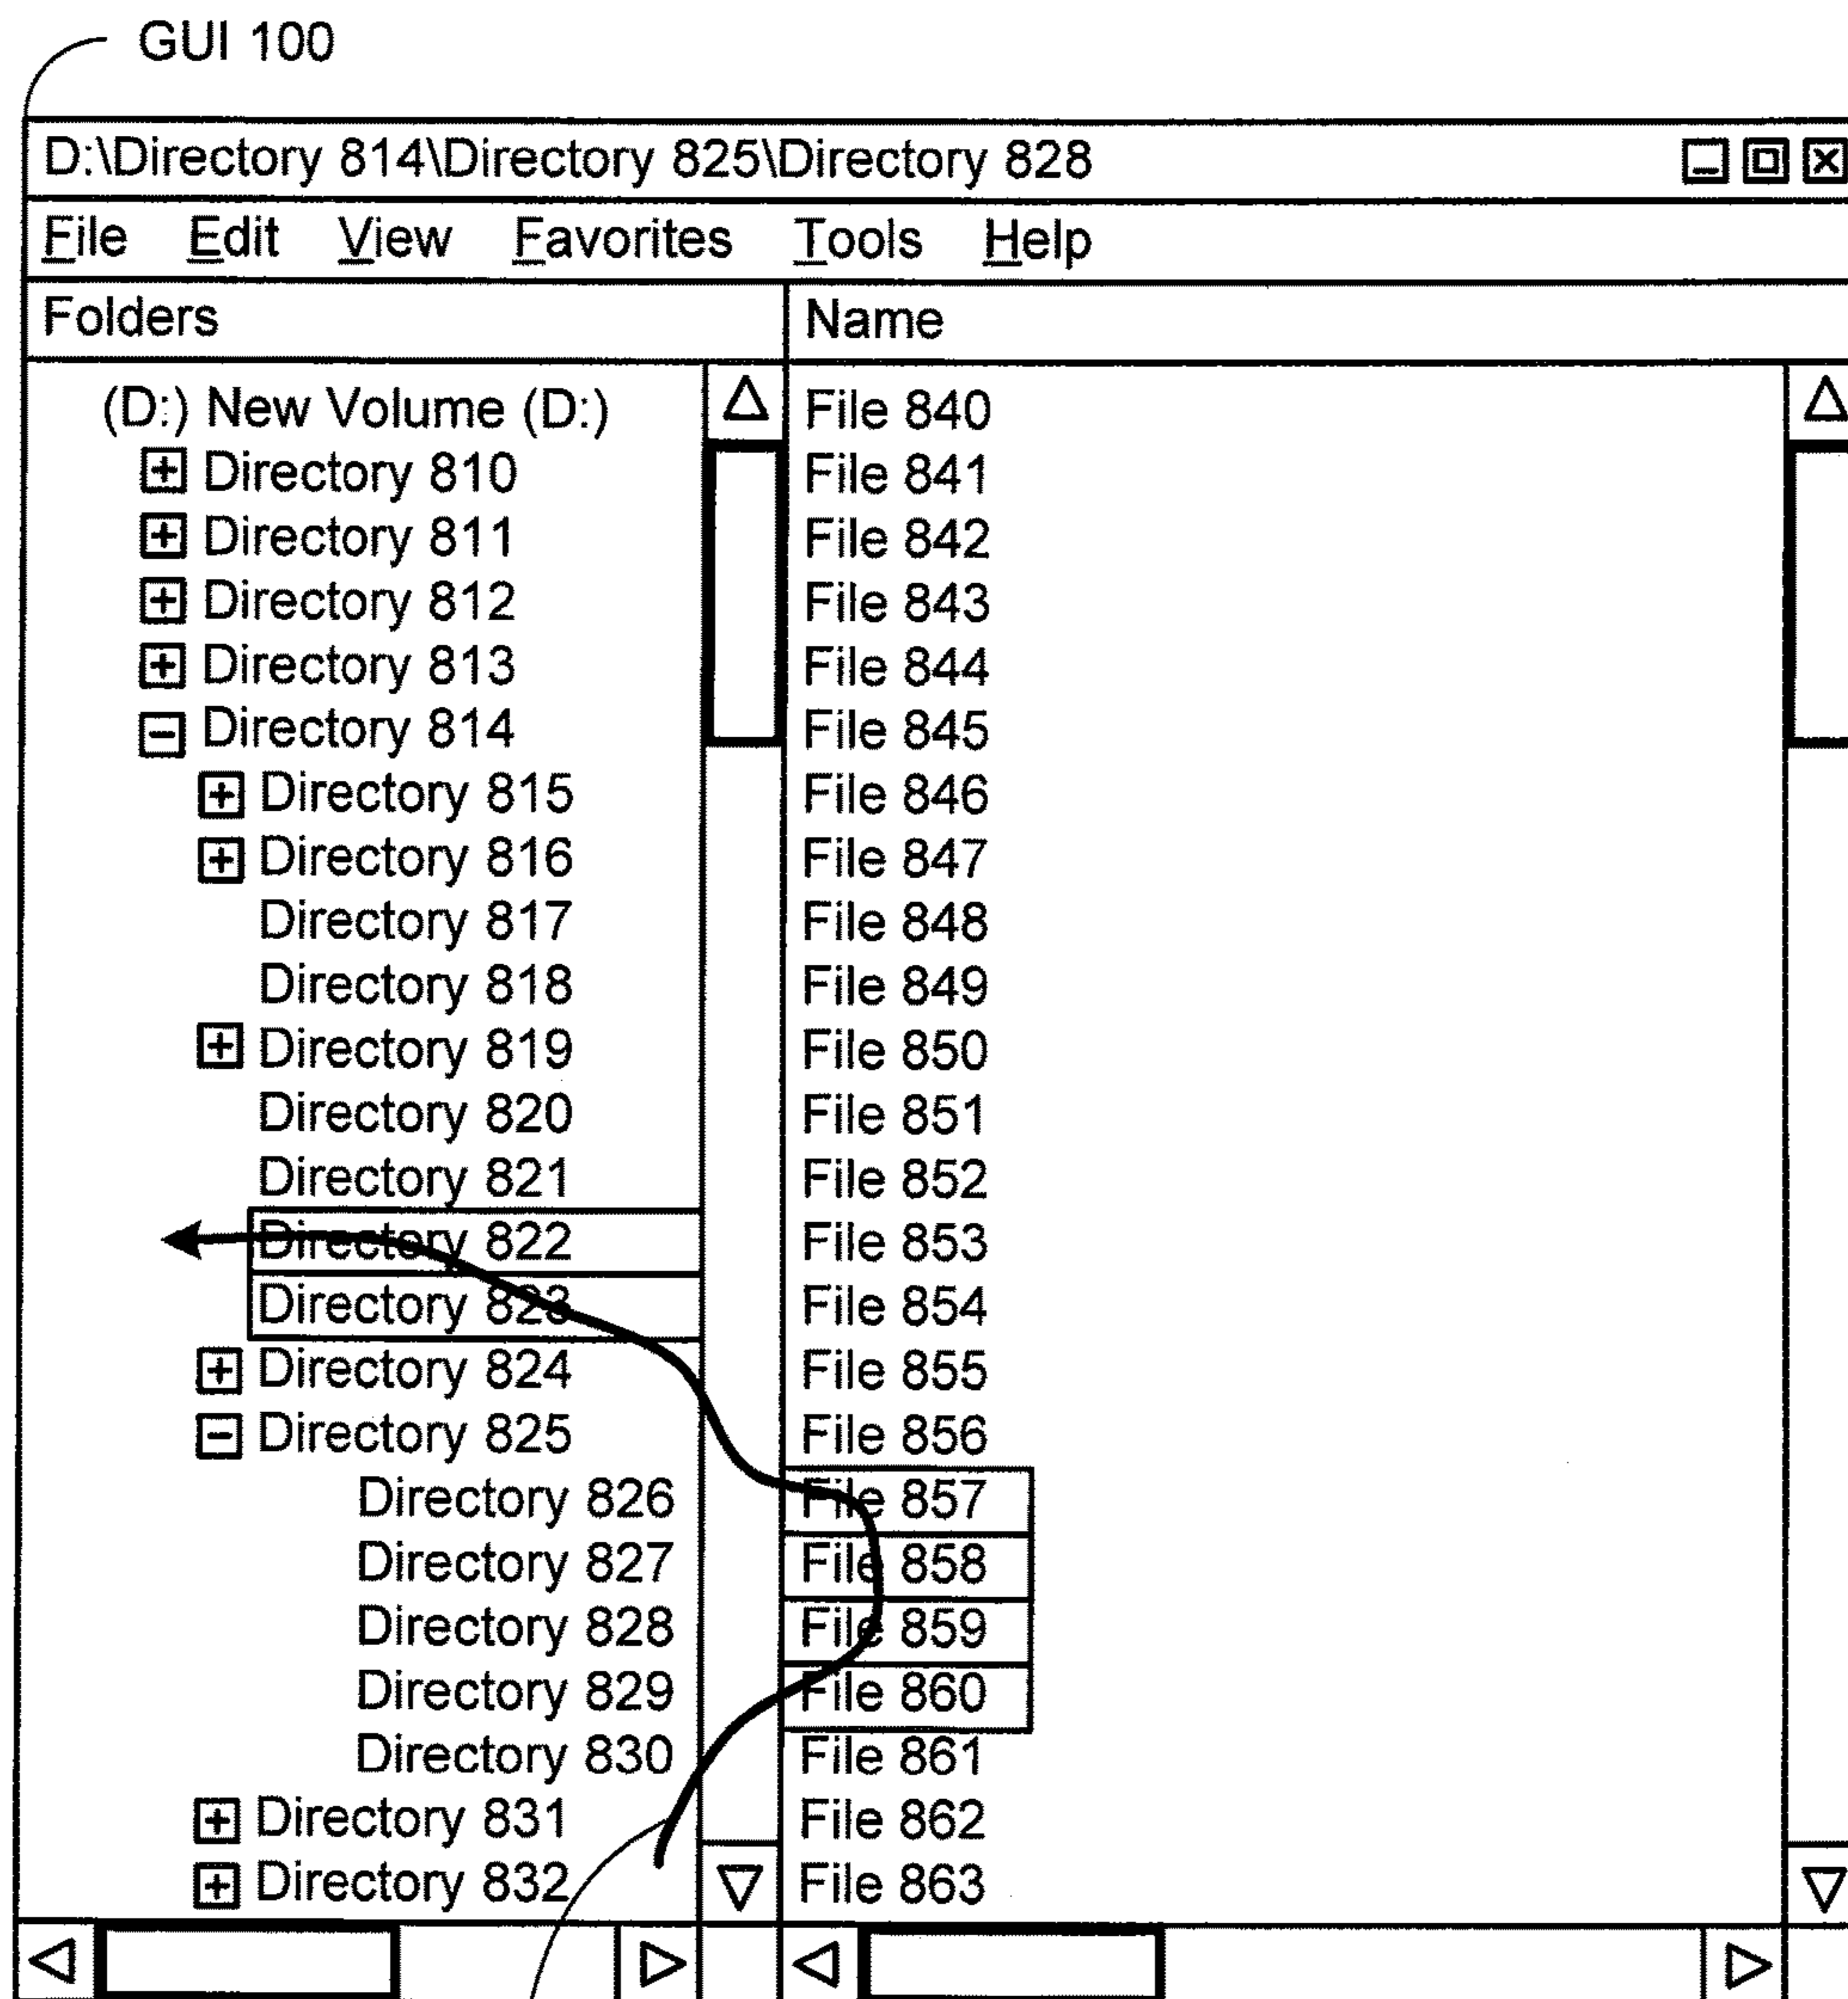 GUI 100
D:\Directory 814\Directory 825\Directory 828
File Edit View Favorites Tools Help
Folders Name
(D:) New Volume (D:) File 840
Directory 810 File 841
Directory 811 File 842
Directory 812 File 843
Directory 813 File 844
Directory 814 File 845
Directory 815 File 846
Directory 816 File 847
Directory 817 File 848
Directory 818 File 849
Directory 819 File 850
Directory 820 File 851
Directory 821 File 852
Directory 822 File 853
Directory 823 File 854
Directory 824 File 855
Directory 825 File 856
Directory 826 File 857
Directory 827 File 858
Directory 828 File 859
Directory 829 File 860
Directory 830 File 861
Directory 831 File 862
Directory 832 File 863